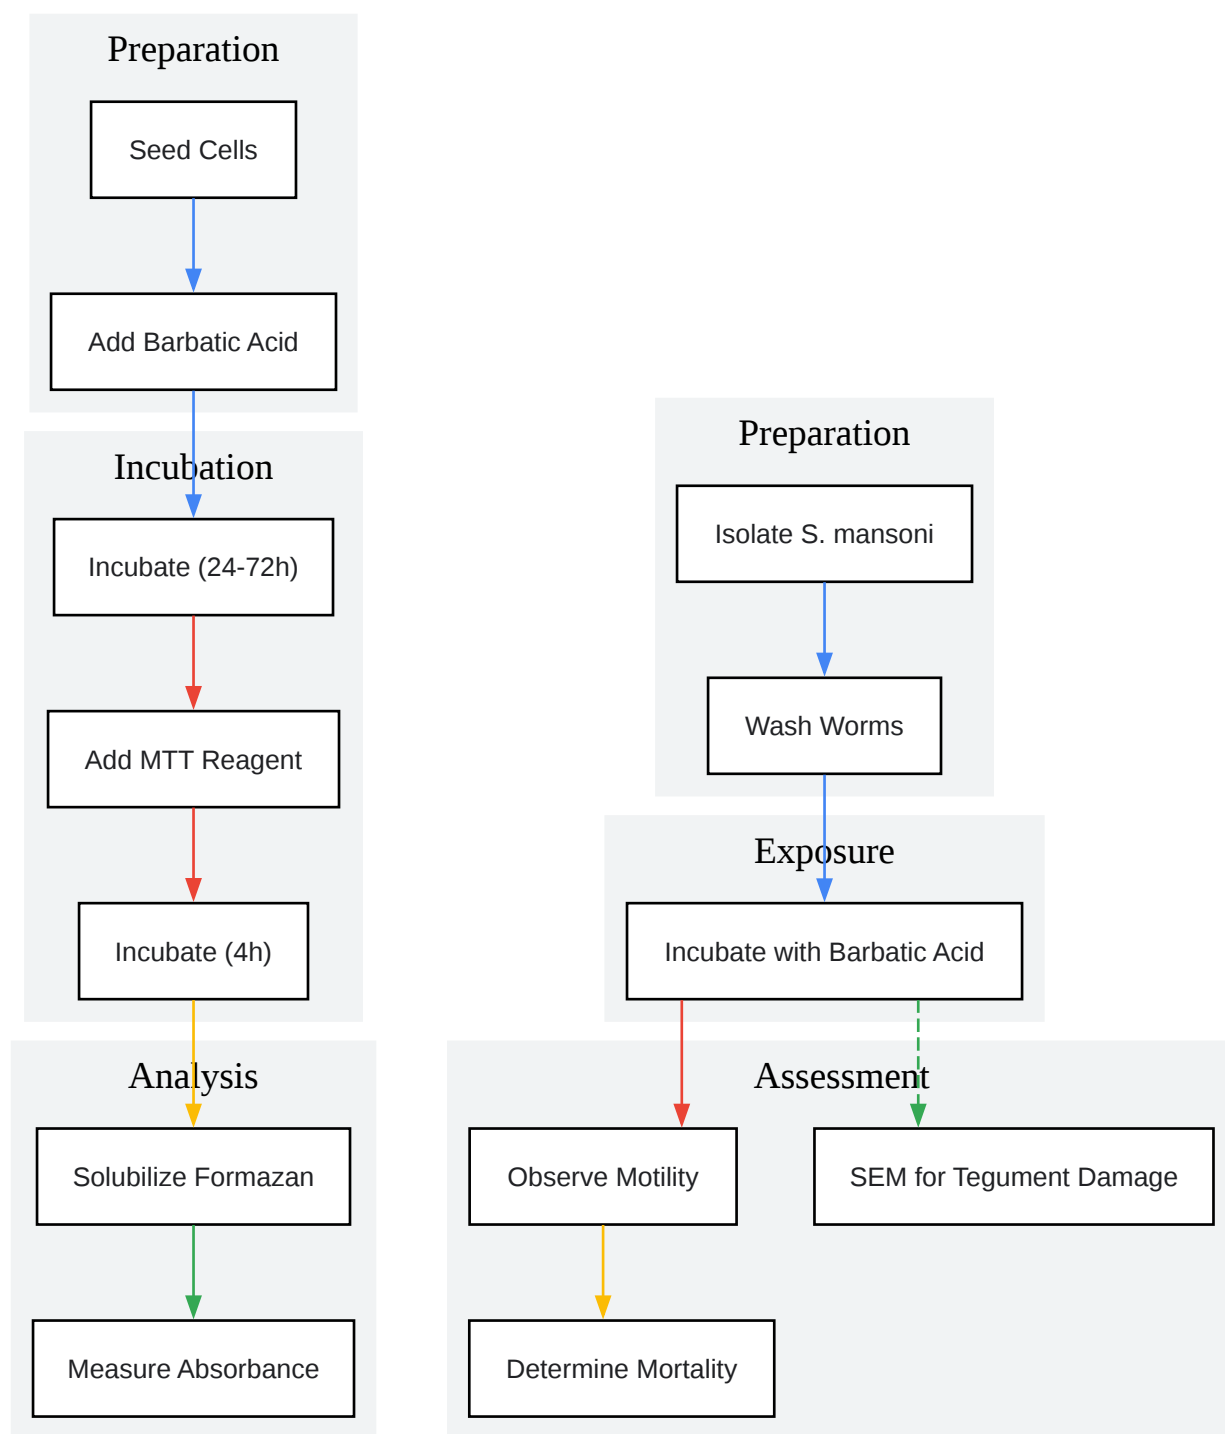 Preparation
Seed Cells
Add Barbatic Acid
Incubation
Incubate (24-72h)
Add MTT Reagent
Incubate (4h)
Analysis
Solubilize Formazan
Measure Absorbance
Preparation
Isolate S. mansoni
Wash Worms
Exposure
Incubate with Barbatic Acid
Assessment
Observe Motility
SEM for Tegument Damage
Determine Mortality